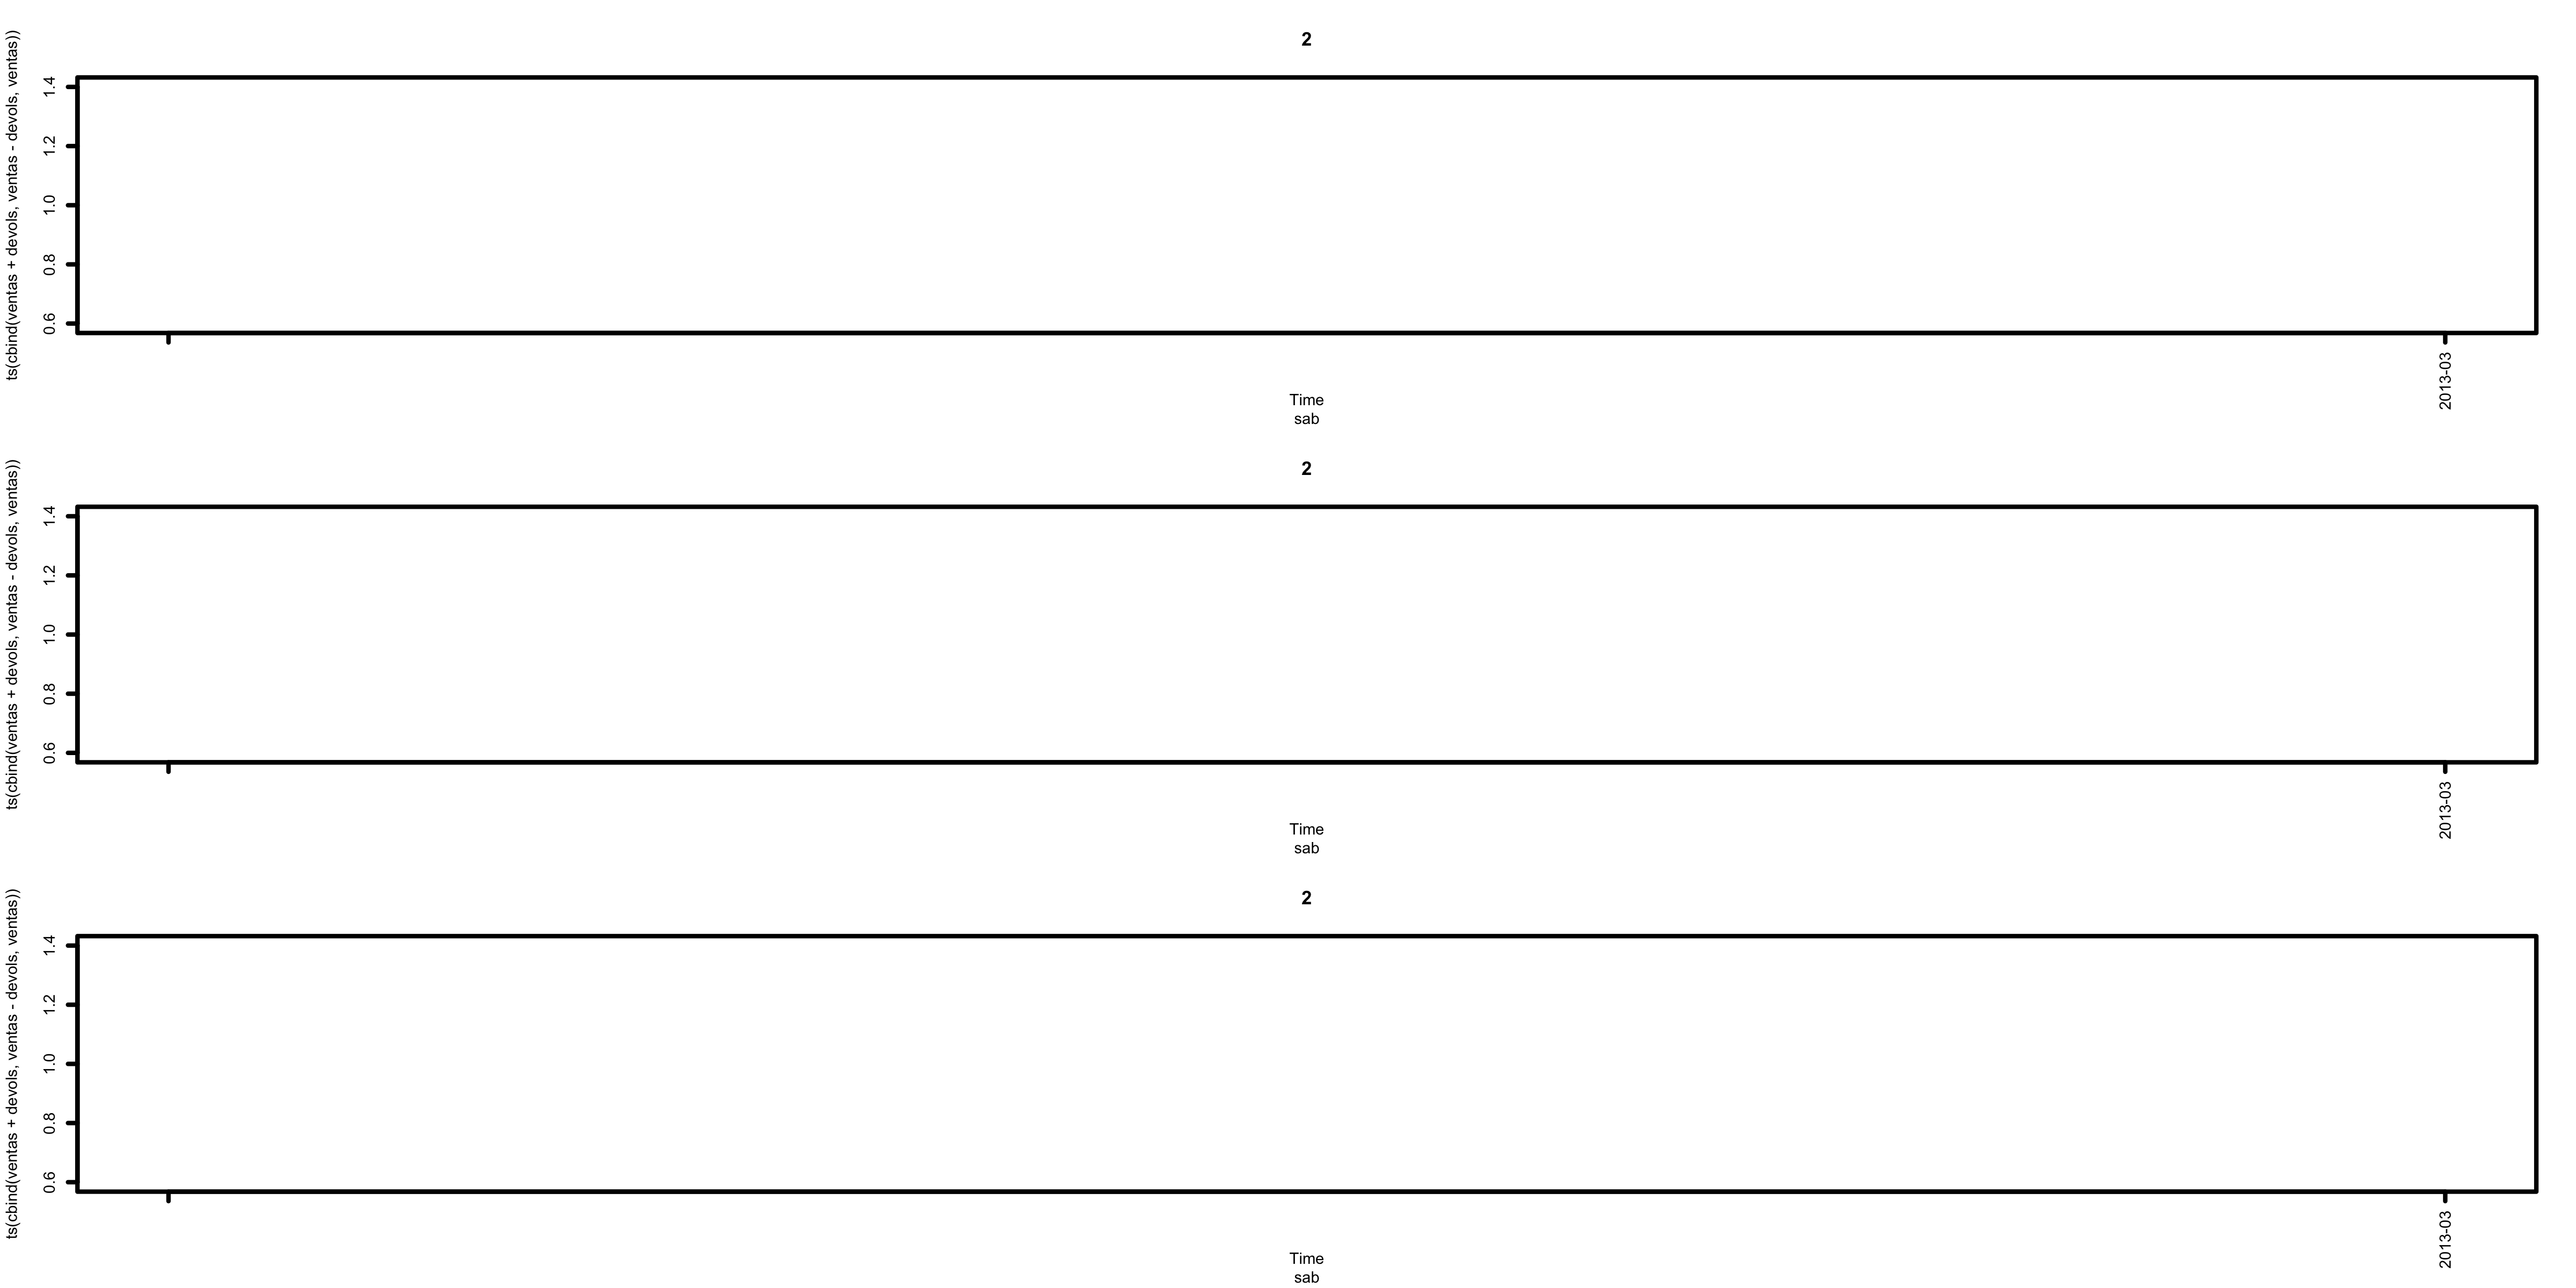 2
ts(cbind(ventas + devols, ventas - devols, ventas))
1.4
1.2
1.0
0.8
0.6
2013-03
Time
sab
2
ts(cbind(ventas + devols, ventas - devols, ventas))
1.4
1.2
1.0
0.8
0.6
2013-03
Time
sab
2
ts(cbind(ventas + devols, ventas - devols, ventas))
1.4
1.2
1.0
0.8
0.6
2013-03
Time
sab